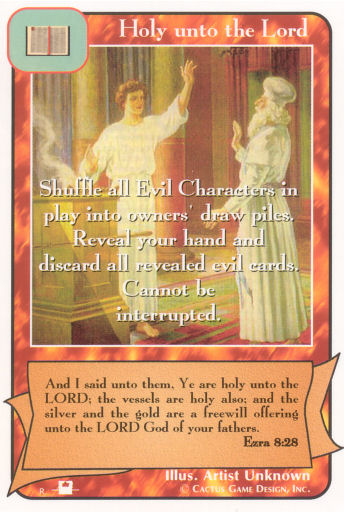 Holy unto the Lord
Shuffle all Evil Characters in
play into owners' draw piles.
Reveal your hand and
discard all revealed evil cards.
Cannot be
interrupted.
And I said unto them, Ye are holy unto the
LORD; the vessels are holy also; and the
silver and the gold are a freewill offering
unto the LORD God of your fathers.
Ezra 8:28
Illus. Artist Unknown
R
© Cactus Game Design, Inc.